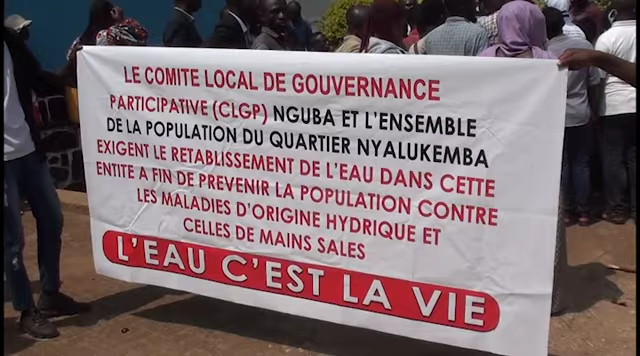 LE COMITE LOCAL DE GOUVERNANCE
PARTICIPATIVE (CLGP) NGUBA ET L'ENSEMBLE
DE LA POPULATION DU QUARTIER NYALUKEMBA
EXIGENT LE RETABLISSEMENT DE L'EAU DANS CETTE
ENTITE A FIN DE PREVENIR LA POPULATION CONTRE
LES MALADIES D'ORIGINE HYDRIQUE ET
CELLES DE MAINS SALES
L'EAU C'EST LA VIE